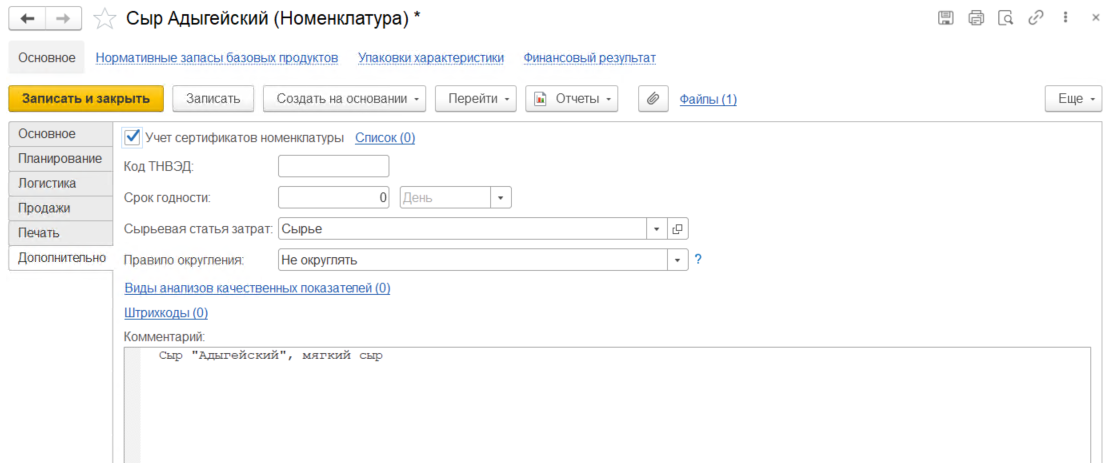 Сыр Адыгейский (Номенклатура) *
Основное Нормативные запасы базовых продуктов Упаковки характеристики Финансовый результат
Записать и закрыть Записать Создать на основании Перейти Отчеты Файлы (1) Еще
Основное
Планирование
Логистика
Продажи
Печать
Дополнительно
Учет сертификатов номенклатуры Список (0)
Код ТНВЭД:
Срок годности: 0 День
Сырьевая статья затрат: Сырье
Правило округления: Не округлять ?
Виды анализов качественных показателей (0)
Штрихкоды (0)
Комментарий:
Сыр "Адыгейский", мягкий сыр